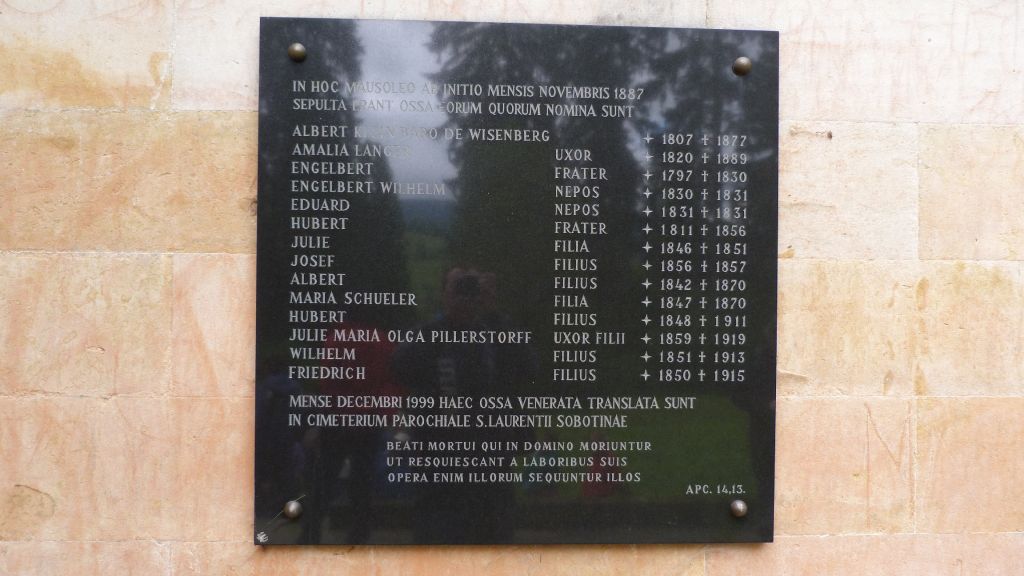 IN HOC MAUSOLEO AB INITIO MENSIS NOVEMBRIS 1887
SEPULTA ERANT OSSA EORUM QUORUM NOMINA SUNT
ALBERT KLEIN BARO DE WISENBERG ✦ 1807 † 1877
AMALIA LANGER UXOR ✦ 1820 † 1889
ENGELBERT FRATER ✦ 1797 † 1830
ENGELBERT WILHELM NEPOS ✦ 1830 † 1831
EDUARD NEPOS ✦ 1831 † 1831
HUBERT FRATER ✦ 1811 † 1856
JULIE FILIA ✦ 1846 † 1851
JOSEF FILIUS ✦ 1856 † 1857
ALBERT FILIUS ✦ 1842 † 1870
MARIA SCHUELER FILIA ✦ 1847 † 1870
HUBERT FILIUS ✦ 1848 † 1911
JULIE MARIA OLGA PILLERSTORFF UXOR FILII ✦ 1859 † 1919
WILHELM FILIUS ✦ 1851 † 1913
FRIEDRICH FILIUS ✦ 1850 † 1915
MENSE DECEMBRI 1999 HAEC OSSA VENERATA TRANSLATA SUNT
IN CIMETERIUM PAROCHIALE S.LAURENTII SOBOTINAE
BEATI MORTUI QUI IN DOMINO MORIUNTUR
UT RESQUIESCANT A LABORIBUS SUIS
OPERA ENIM ILLORUM SEQUUNTUR ILLOS
APC. 14,13.